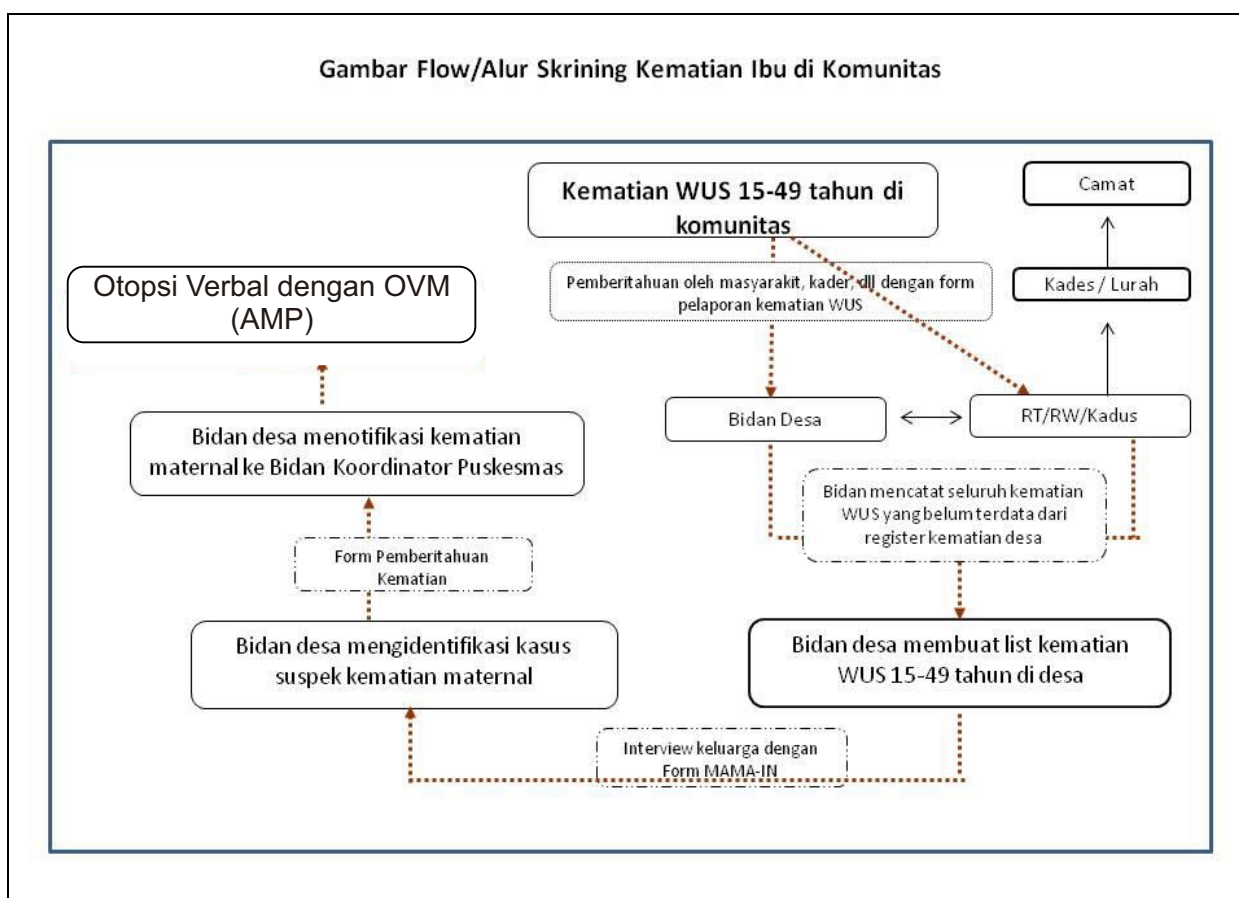 Gambar Flow/Alur Skrining Kematian Ibu di Komunitas
Kematian WUS 15-49 tahun di
komunitas
Camat
Pemberitahuan oleh masyarakit, kader, dll dengan form
pelaporan kematian WUS
Kades / Lurah
Otopsi Verbal dengan OVM
(AMP)
Bidan Desa
RT/RW/Kadus
Bidan desa menotifikasi kematian
maternal ke Bidan Koordinator Puskesmas
Bidan mencatat seluruh kematian
WUS yang belum terdata dari
register kematian desa
Form Pemberitahuan
Kematian
Bidan desa mengidentifikasi kasus
suspek kematian maternal
Bidan desa membuat list kematian
WUS 15-49 tahun di desa
Interview keluarga dengan
Form MAMA-IN